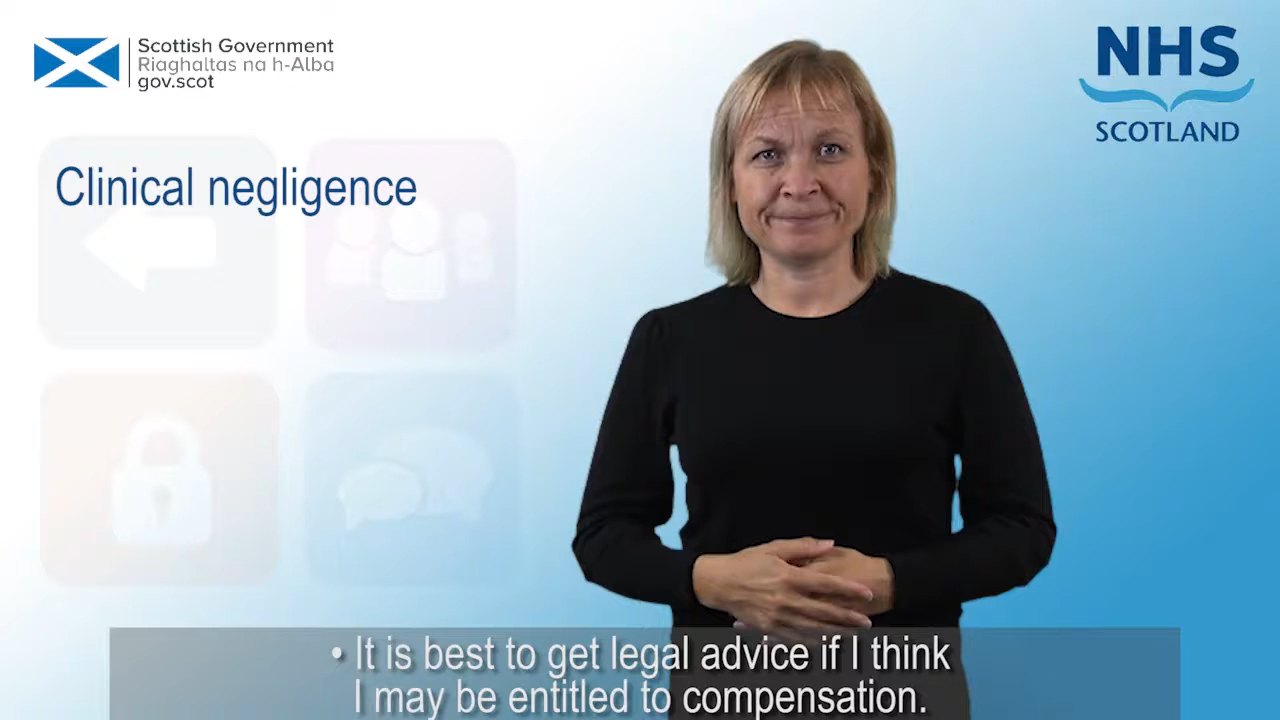 Scottish Government
Riaghaltas na h-Alba
gov.scot
NHS
SCOTLAND
Clinical negligence
• It is best to get legal advice if I think
I may be entitled to compensation.